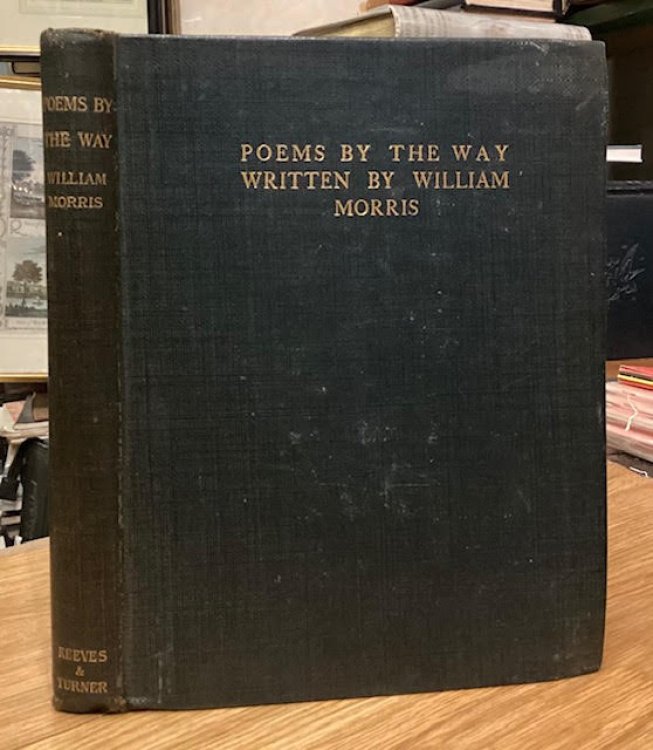 POEMS BY
THE WAY
WILLIAM
MORRIS
REEVES
&
TURNER
POEMS BY THE WAY
WRITTEN BY WILLIAM
MORRIS